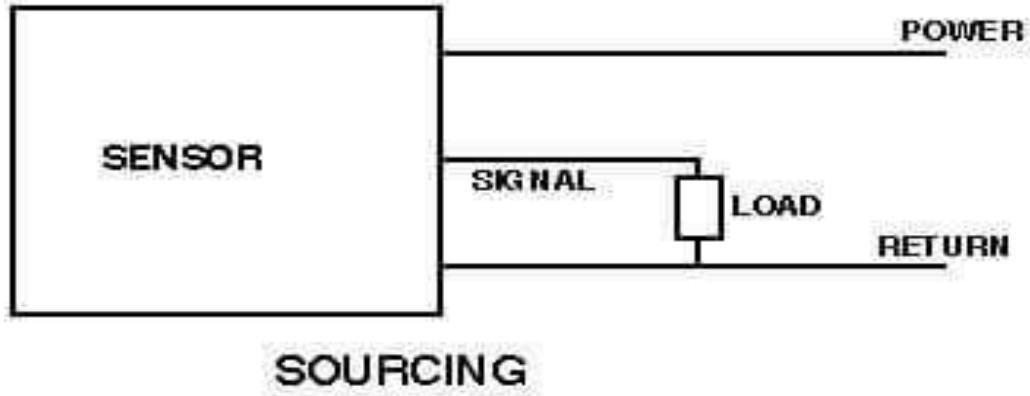 POWER
SENSOR
SIGNAL
LOAD
RETURN
SOURCING